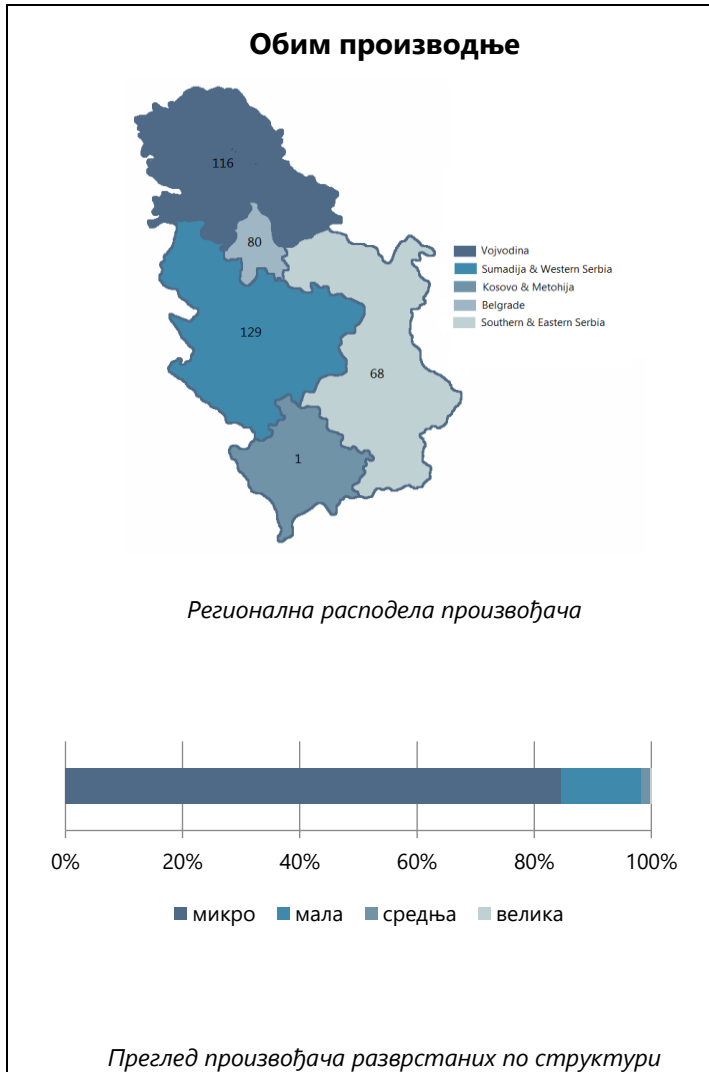 Обим производње
116
80
129
68
1
Vojvodina
Sumadija & Western Serbia
Kosovo & Metohija
Belgrade
Southern & Eastern Serbia
Регионална расподела произвођача
0% 20% 40% 60% 80% 100%
микро мала средња велика
Преглед произвођача разврстаних по структури